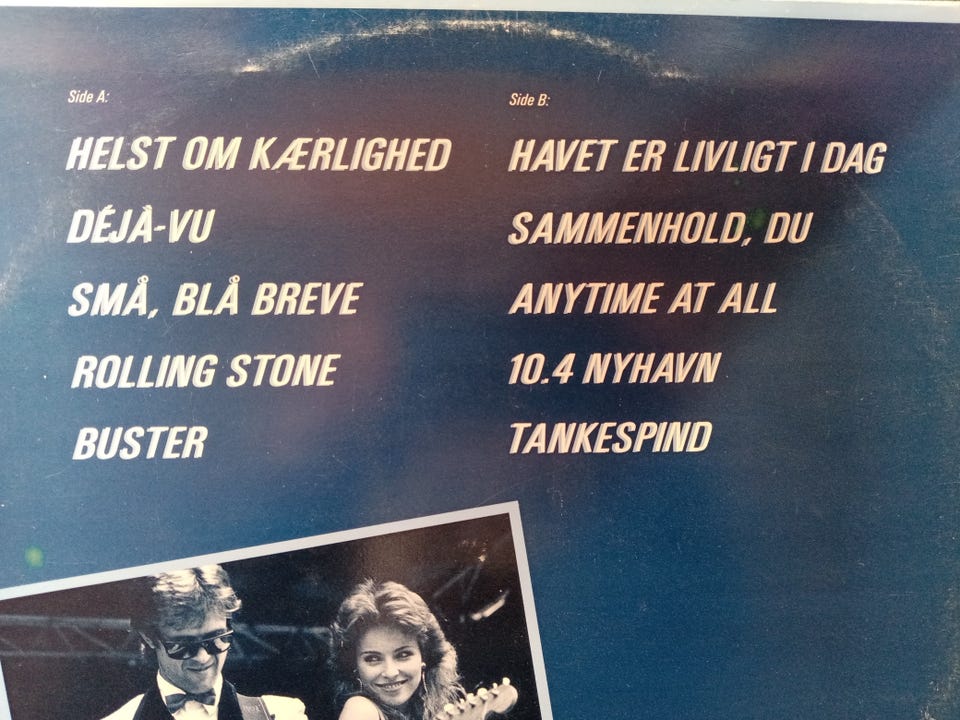 Side A:
HELST OM KÆRLIGHED
DÉJÀ-VU
SMÅ, BLÅ BREVE
ROLLING STONE
BUSTER
Side B:
HAVET ER LIVLIGT I DAG
SAMMENHOLD, DU
ANYTIME AT ALL
10.4 NYHAVN
TANKESPIND